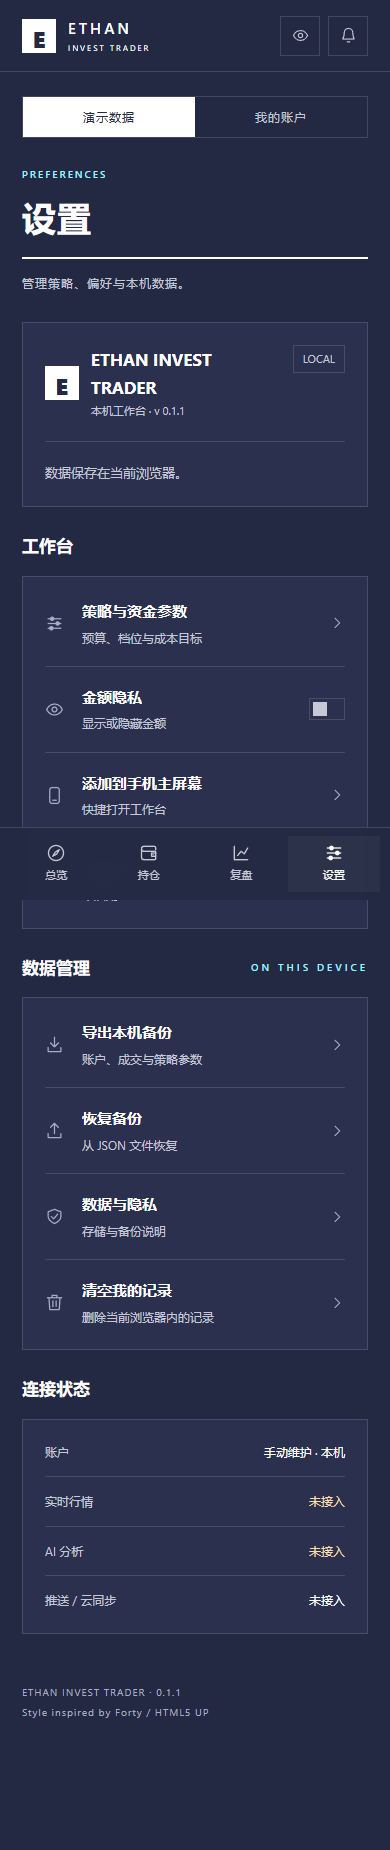 E
ETHAN
INVEST TRADER
演示数据
我的账户
PREFERENCES
设置
管理策略、偏好与本机数据。
E
ETHAN INVEST
TRADER
LOCAL
本机工作台 · v 0.1.1
数据保存在当前浏览器。
工作台
策略与资金参数
预算、档位与成本目标
金额隐私
显示或隐藏金额
添加到手机主屏幕
快捷打开工作台
总览
持仓
复盘
设置
数据管理
ON THIS DEVICE
导出本机备份
账户、成交与策略参数
恢复备份
从 JSON 文件恢复
数据与隐私
存储与备份说明
清空我的记录
删除当前浏览器内的记录
连接状态
账户
手动维护 · 本机
实时行情
未接入
AI 分析
未接入
推送 / 云同步
未接入
ETHAN INVEST TRADER · 0.1.1
Style inspired by Forty / HTML5 UP